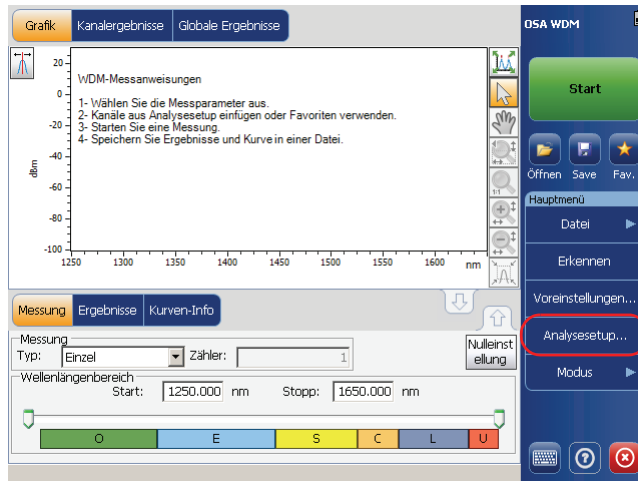 Grafik
Kanalergebnisse
Globale Ergebnisse
WDM-Messanweisungen
1- Wählen Sie die Messparameter aus.
2- Kanäle aus Analysesetup einfügen oder Favoriten verwenden.
3- Starten Sie eine Messung.
4- Speichern Sie Ergebnisse und Kurve in einer Datei.
dBm
20
0
-20
-40
-60
-80
-100
1250 1300 1350 1400 1450 1500 1550 1600 nm
1:1
Messung
Ergebnisse
Kurven-Info
Messung
Typ: Einzel Zähler: 1
Nulleinst
ellung
Wellenlängenbereich
Start: 1250.000 nm Stopp: 1650.000 nm
O E S C L U
OSA WDM
Start
Öffnen Save Fav.
Hauptmenü
Datei
Erkennen
Voreinstellungen...
Analysesetup...
Modus